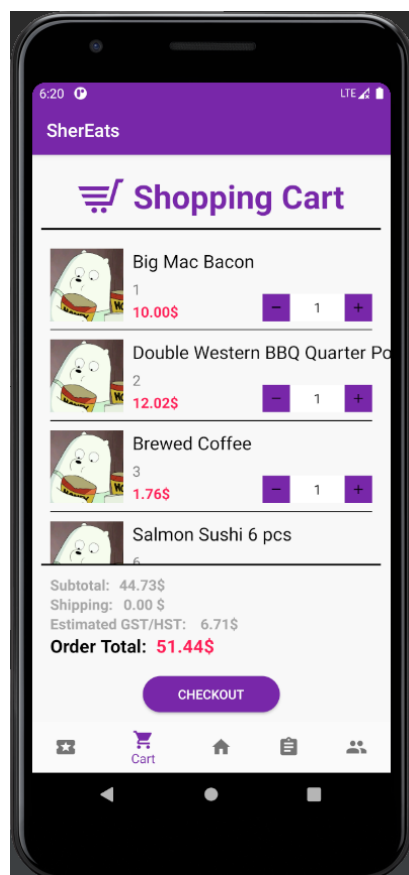 6:20 LTE
SherEats
Shopping Cart
Big Mac Bacon
1
10.00$ − 1 +
Double Western BBQ Quarter Po
2
12.02$ − 1 +
Brewed Coffee
3
1.76$ − 1 +
Salmon Sushi 6 pcs
Subtotal: 44.73$
Shipping: 0.00 $
Estimated GST/HST: 6.71$
Order Total: 51.44$
CHECKOUT
Cart